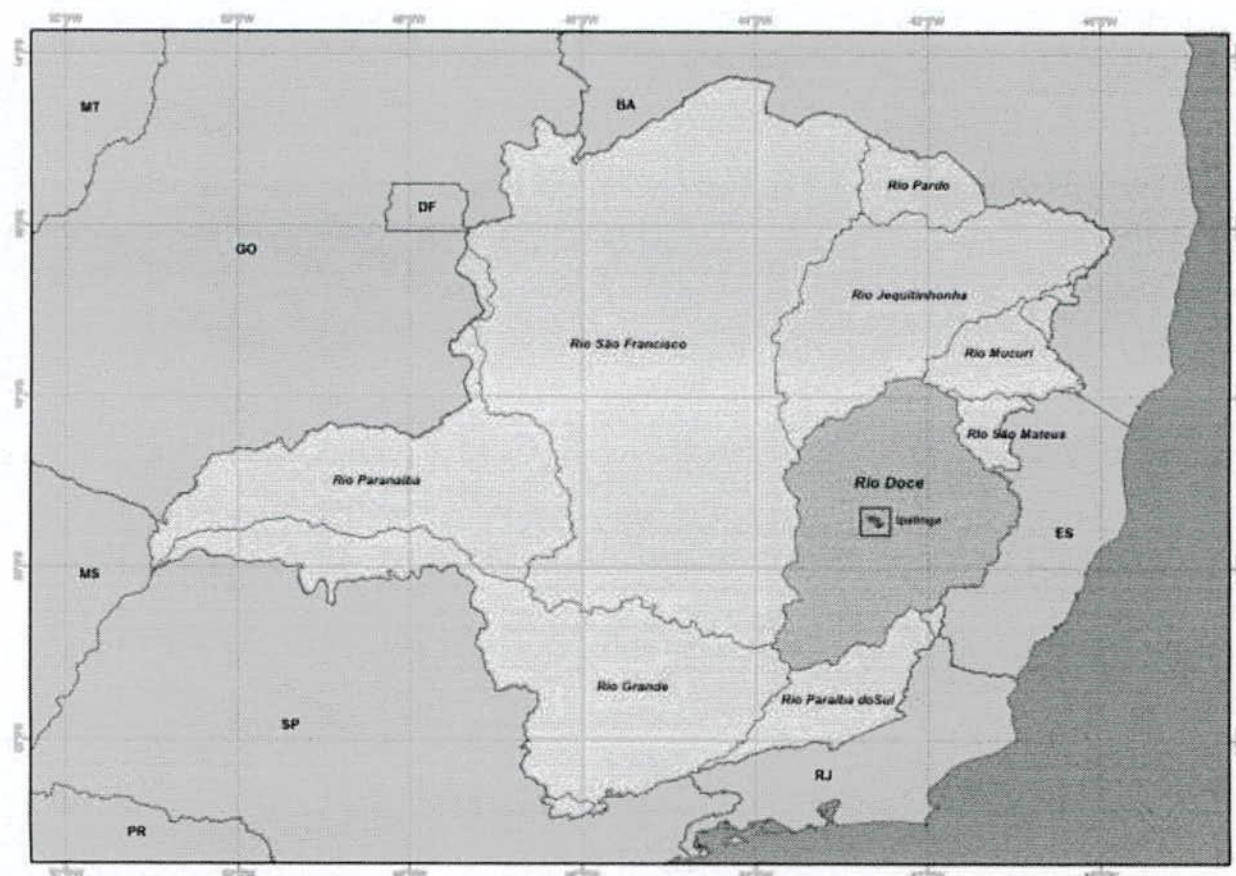 MT
BA
Rio Pardo
DF
GO
Rio Jequitinhonha
Rio São Francisco
Rio Mucuri
Rio São Mateus
Rio Paranaíba
Rio Doce
Ipatinga
ES
MS
Rio Grande
Rio Paraíba doSul
SP
RJ
PR